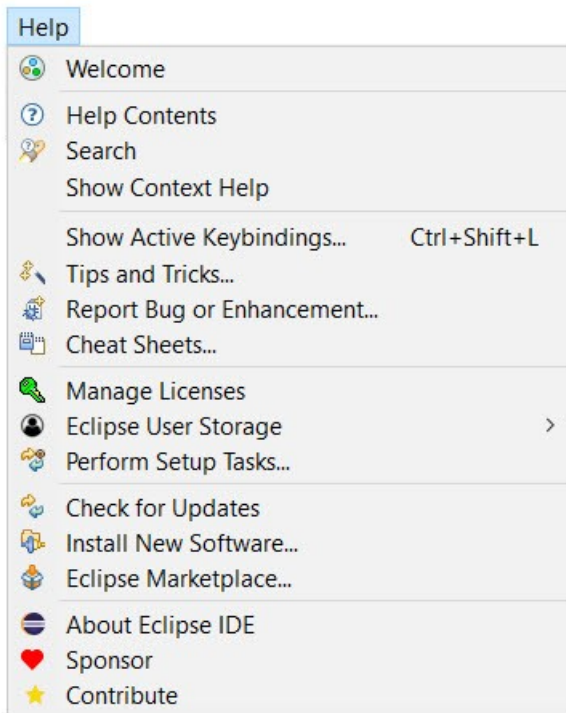 Help
Welcome
Help Contents
Search
Show Context Help
Show Active Keybindings... Ctrl+Shift+L
Tips and Tricks...
Report Bug or Enhancement...
Cheat Sheets...
Manage Licenses
Eclipse User Storage
Perform Setup Tasks...
Check for Updates
Install New Software...
Eclipse Marketplace...
About Eclipse IDE
Sponsor
Contribute